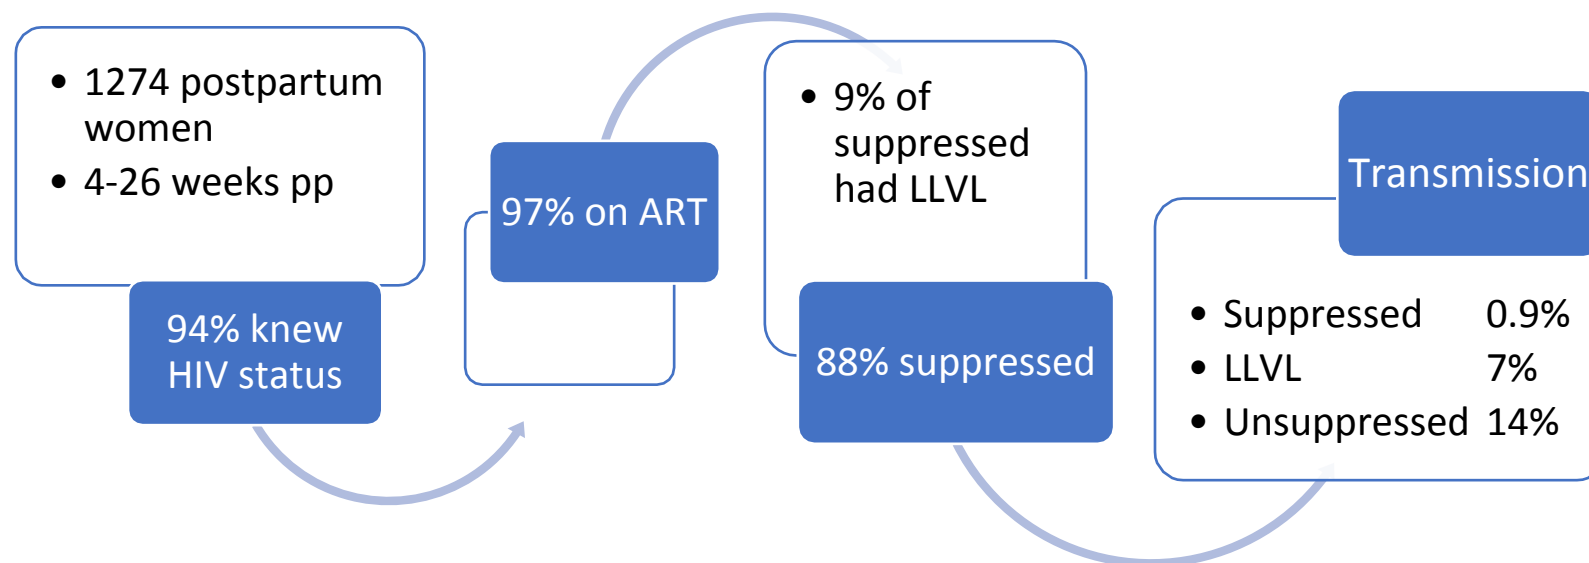 • 1274 postpartum
women
• 4-26 weeks pp
94% knew
HIV status
97% on ART
• 9% of
suppressed
had LLVL
88% suppressed
Transmission
• Suppressed 0.9%
• LLVL 7%
• Unsuppressed 14%